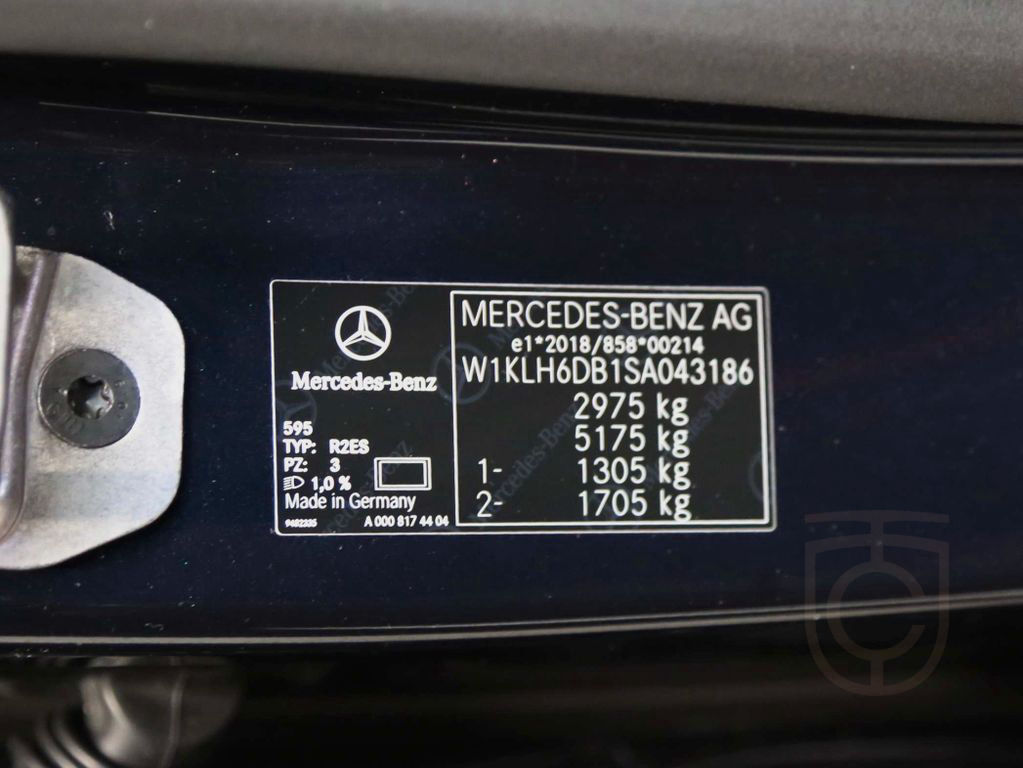 Mercedes-Benz
595
TYP: R2ES
PZ: 3
1,0 %
Made in Germany
9482335
A 000 817 44 04
MERCEDES-BENZ AG
e1*2018/858*00214
W1KLH6DB1SA043186
2975 kg
5175 kg
1- 1305 kg
2- 1705 kg